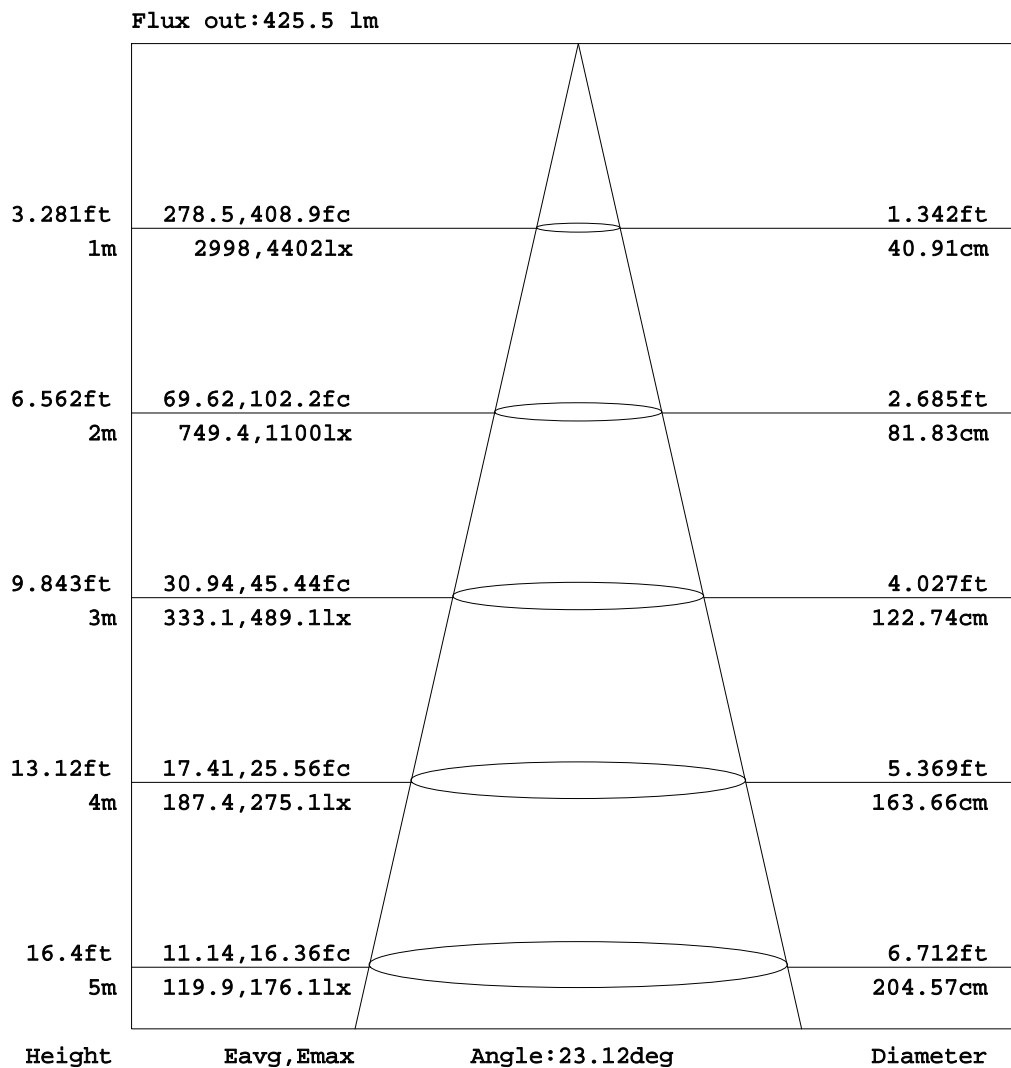 Flux out:425.5 lm
3.281ft 278.5,408.9fc 1.342ft
1m 2998,4402lx 40.91cm
6.562ft 69.62,102.2fc 2.685ft
2m 749.4,1100lx 81.83cm
9.843ft 30.94,45.44fc 4.027ft
3m 333.1,489.1lx 122.74cm
13.12ft 17.41,25.56fc 5.369ft
4m 187.4,275.1lx 163.66cm
16.4ft 11.14,16.36fc 6.712ft
5m 119.9,176.1lx 204.57cm
Height Eavg,Emax Angle:23.12deg Diameter